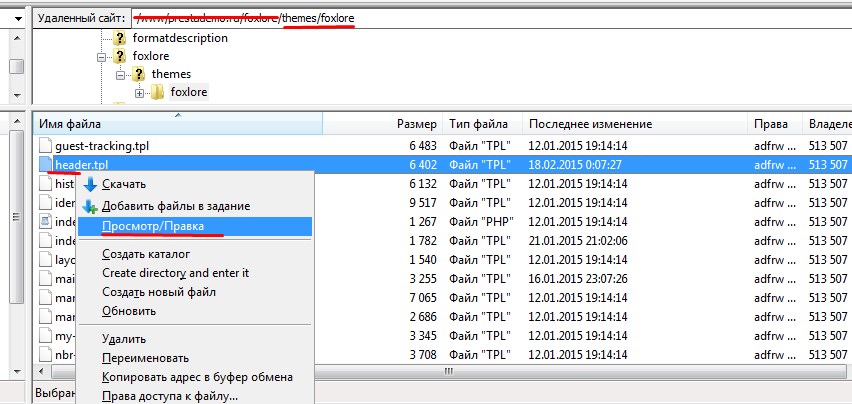 Удаленный сайт: /www/prestademo.ru/foxlore/themes/foxlore
formatdescription
foxlore
themes
foxlore
Имя файла Размер Тип файла Последнее изменение Права Владеле
guest-tracking.tpl 6 483 Файл "TPL" 12.01.2015 19:14:14 adfrw ... 513 507
header.tpl 6 402 Файл "TPL" 18.02.2015 0:07:27 adfrw ... 513 507
hist 6 132 Файл "TPL" 12.01.2015 19:14:14 adfrw ... 513 507
iden 9 517 Файл "TPL" 12.01.2015 19:14:14 adfrw ... 513 507
inde 1 267 Файл "PHP" 12.01.2015 19:14:14 adfrw ... 513 507
inde 1 782 Файл "TPL" 21.01.2015 21:02:06 adfrw ... 513 507
layo 1 540 Файл "TPL" 12.01.2015 19:14:14 adfrw ... 513 507
mai 3 255 Файл "TPL" 16.01.2015 23:07:26 adfrw ... 513 507
mar 7 065 Файл "TPL" 12.01.2015 19:14:14 adfrw ... 513 507
mar 2 686 Файл "TPL" 12.01.2015 19:14:14 adfrw ... 513 507
my- 3 345 Файл "TPL" 12.01.2015 19:14:14 adfrw ... 513 507
nbr- 3 708 Файл "TPL" 12.01.2015 19:14:14 adfrw ... 513 507
Скачать
Добавить файлы в задание
Просмотр/Правка
Создать каталог
Create directory and enter it
Создать новый файл
Обновить
Удалить
Переименовать
Копировать адрес в буфер обмена
Права доступа к файлу...
Выбран